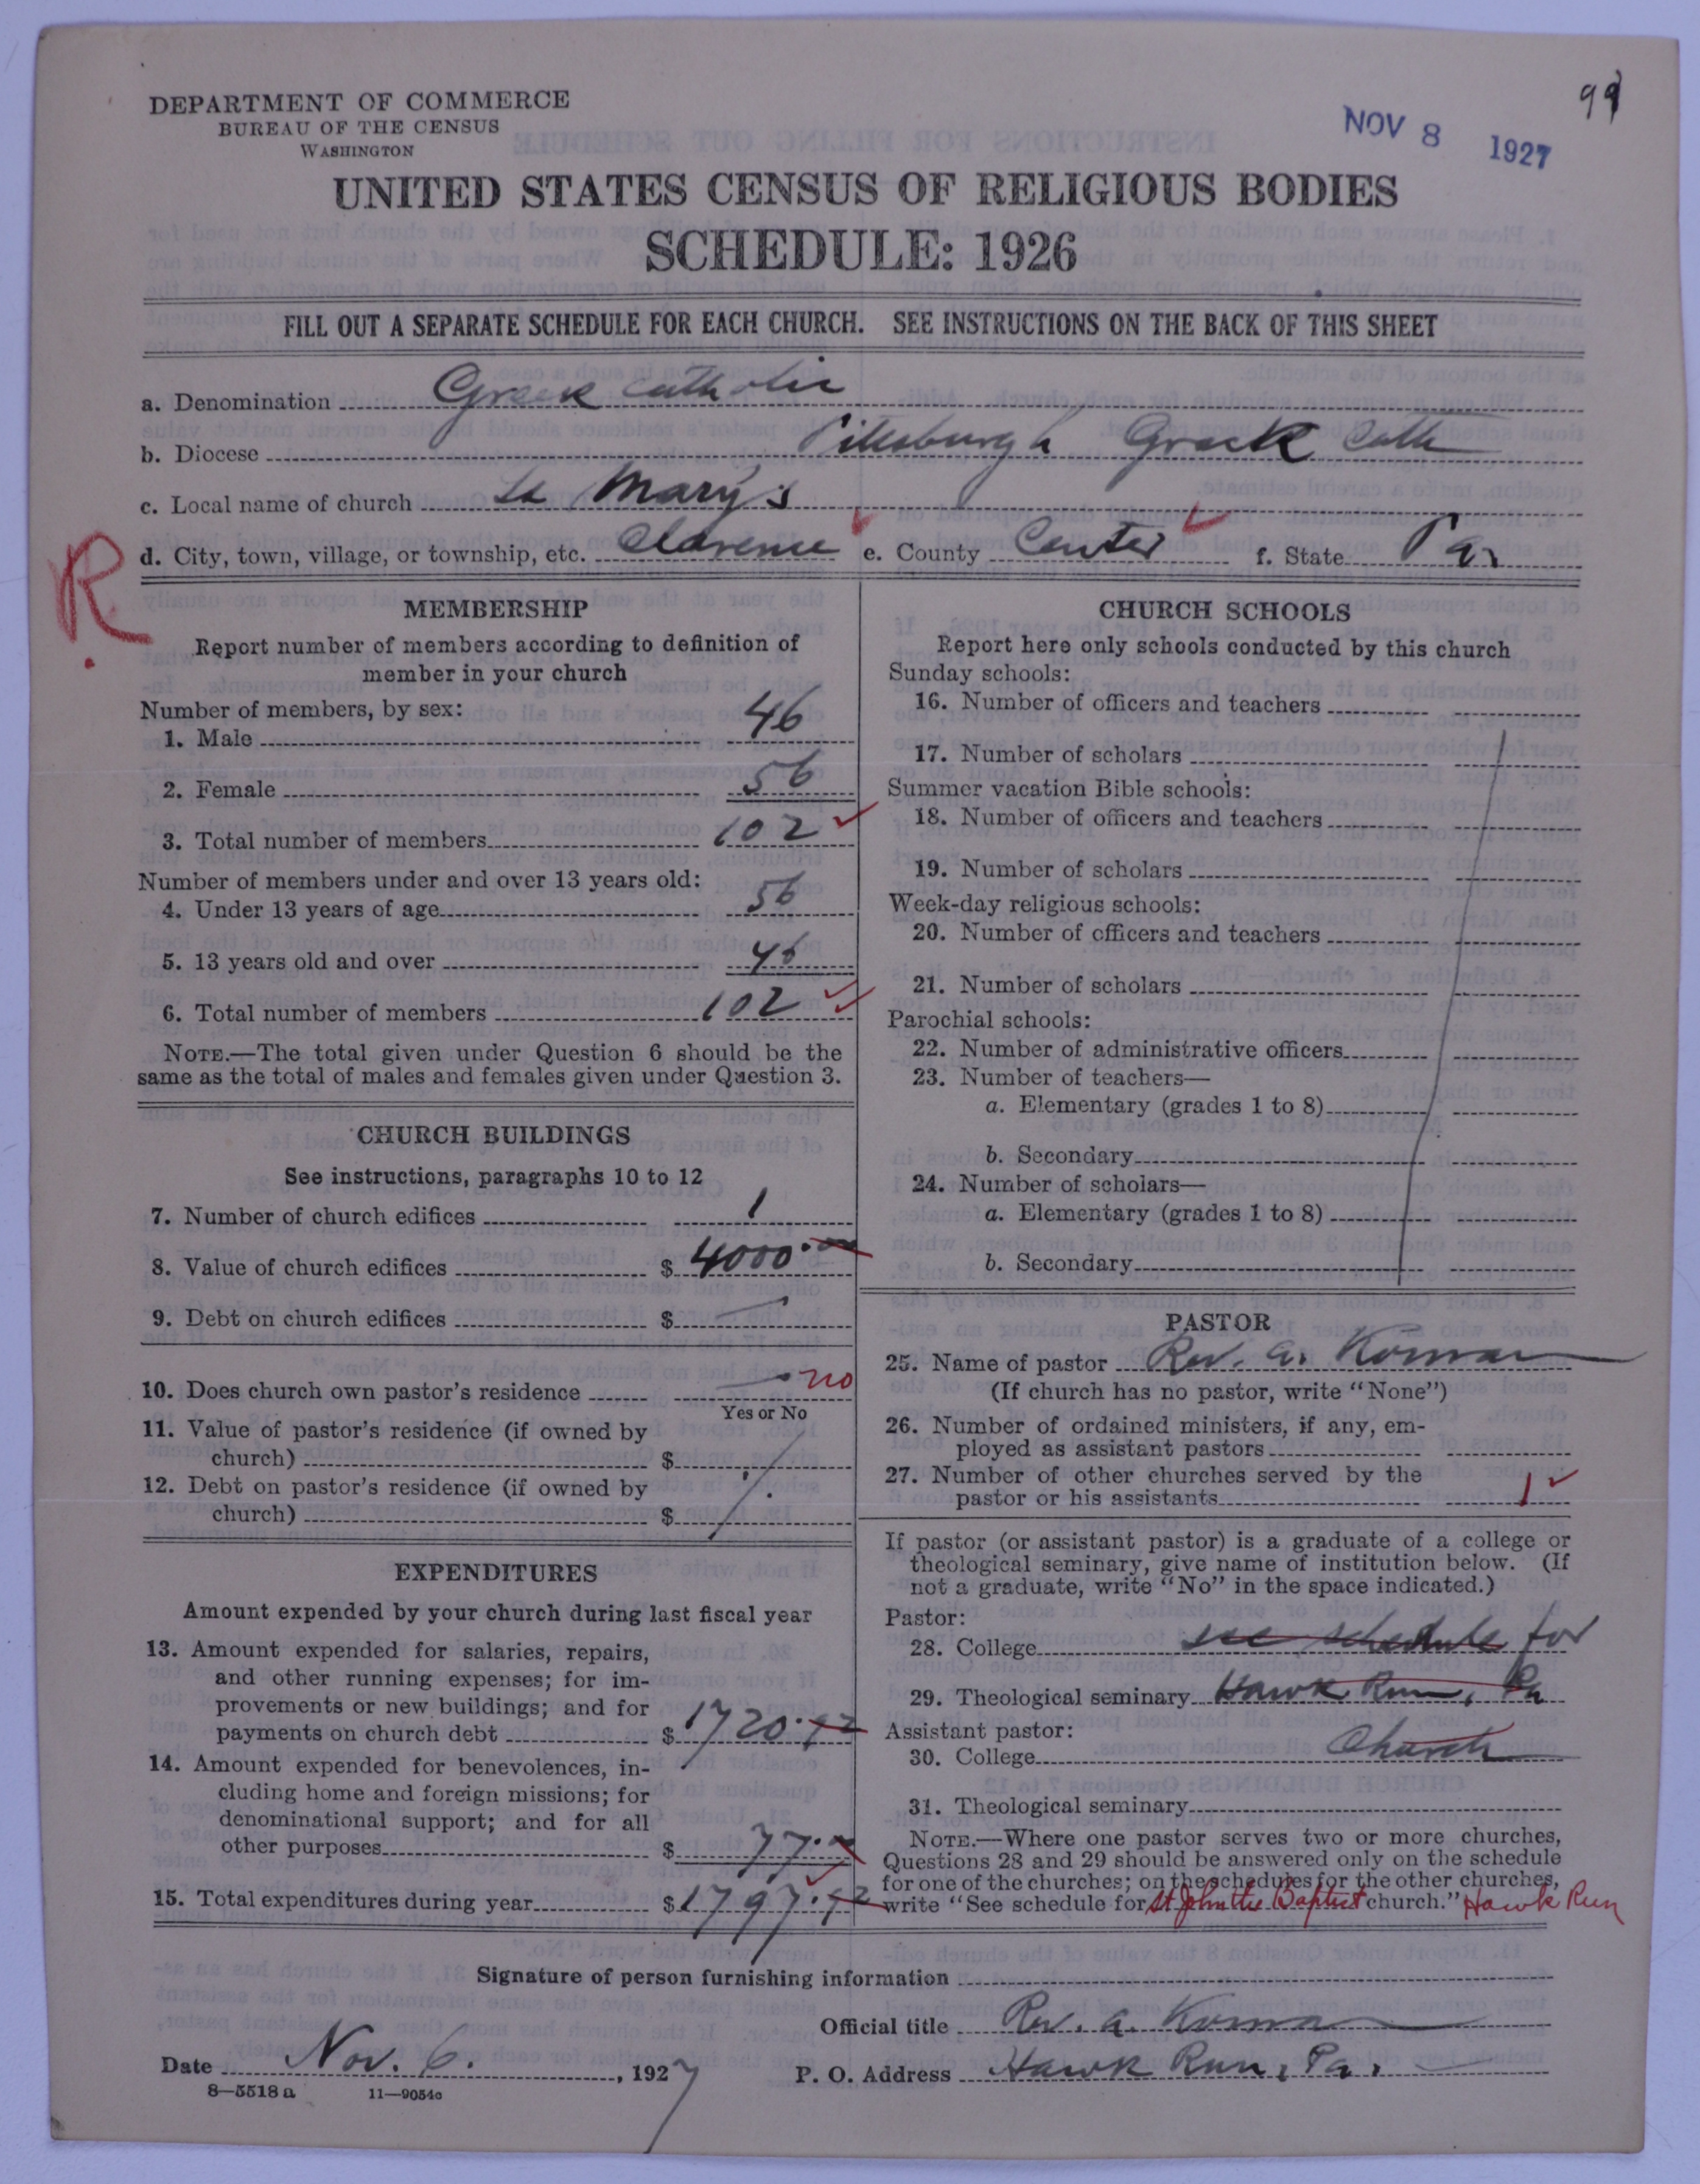 99
DEPARTMENT OF COMMERCE
BUREAU OF THE CENSUS
WASHINGTON
NOV 8 1927
UNITED STATES CENSUS OF RELIGIOUS BODIES
SCHEDULE: 1926
FILL OUT A SEPARATE SCHEDULE FOR EACH CHURCH. SEE INSTRUCTIONS ON THE BACK OF THIS SHEET
a. Denomination Greek Catholic
b. Diocese Pittsburgh Greek Cath
c. Local name of church St Mary's
d. City, town, village, or township, etc. Clarence e. County Center f. State Pa.
R.
MEMBERSHIP
Report number of members according to definition of
member in your church
Number of members, by sex:
1. Male 46
2. Female 56
3. Total number of members 102
Number of members under and over 13 years old:
4. Under 13 years of age 56
5. 13 years old and over 46
6. Total number of members 102
NOTE.—The total given under Question 6 should be the
same as the total of males and females given under Question 3.
CHURCH BUILDINGS
See instructions, paragraphs 10 to 12
7. Number of church edifices 1
8. Value of church edifices $ 4000.00
9. Debt on church edifices $ —
10. Does church own pastor's residence — no
Yes or No
11. Value of pastor's residence (if owned by
church) $
12. Debt on pastor's residence (if owned by
church) $
EXPENDITURES
Amount expended by your church during last fiscal year
13. Amount expended for salaries, repairs,
and other running expenses; for im-
provements or new buildings; and for
payments on church debt $ 1720.
14. Amount expended for benevolences, in-
cluding home and foreign missions; for
denominational support; and for all
other purposes $ 77.
15. Total expenditures during year $ 1797.
CHURCH SCHOOLS
Report here only schools conducted by this church
Sunday schools:
16. Number of officers and teachers
17. Number of scholars
Summer vacation Bible schools:
18. Number of officers and teachers
19. Number of scholars
Week-day religious schools:
20. Number of officers and teachers
21. Number of scholars
Parochial schools:
22. Number of administrative officers
23. Number of teachers—
a. Elementary (grades 1 to 8)
b. Secondary
24. Number of scholars—
a. Elementary (grades 1 to 8)
b. Secondary
PASTOR
25. Name of pastor Rev. A. Roman
(If church has no pastor, write "None")
26. Number of ordained ministers, if any, em-
ployed as assistant pastors
27. Number of other churches served by the
pastor or his assistants 1
If pastor (or assistant pastor) is a graduate of a college or
theological seminary, give name of institution below. (If
not a graduate, write "No" in the space indicated.)
Pastor:
28. College see schedule for
29. Theological seminary Hawk Run, Pa
Assistant pastor:
30. College Church
31. Theological seminary
NOTE.—Where one pastor serves two or more churches,
Questions 28 and 29 should be answered only on the schedule
for one of the churches; on the schedules for the other churches,
write "See schedule for St John the Baptist church." Hawk Run
Signature of person furnishing information
Official title Rev. A. Roman
Date Nov. 6. , 1927 P. O. Address Hawk Run, Pa.
8—5518 a 11—9054c